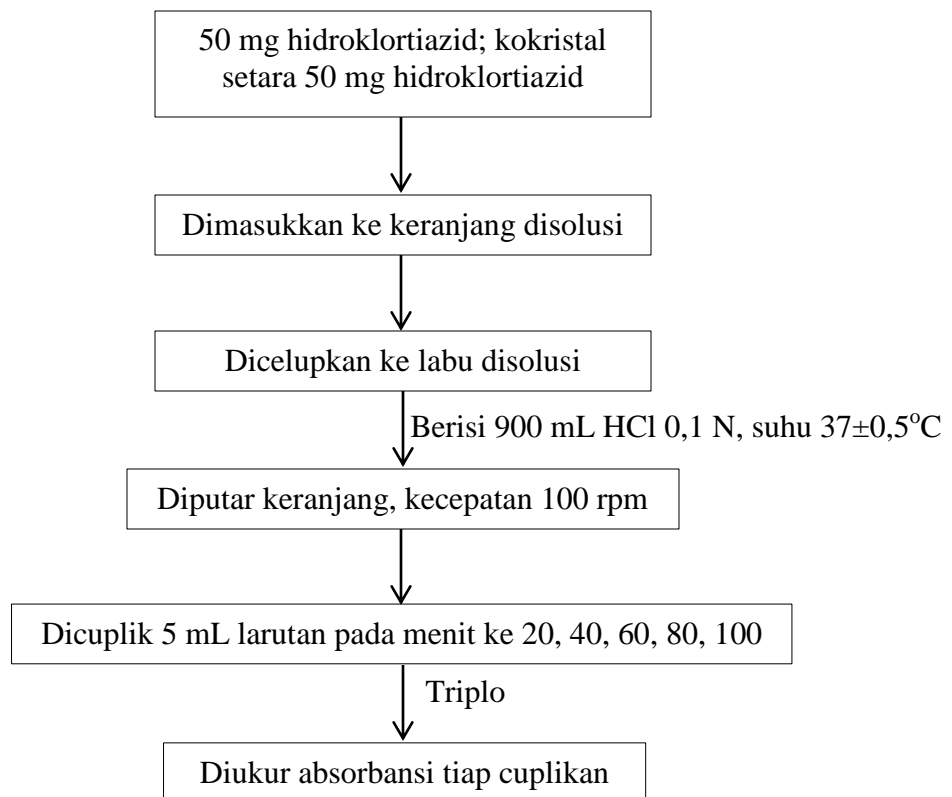 50 mg hidroklortiazid; kokristal
setara 50 mg hidroklortiazid
Dimasukkan ke keranjang disolusi
Dicelupkan ke labu disolusi
Berisi 900 mL HCl 0,1 N, suhu 37±0,5°C
Diputar keranjang, kecepatan 100 rpm
Dicuplik 5 mL larutan pada menit ke 20, 40, 60, 80, 100
Triplo
Diukur absorbansi tiap cuplikan